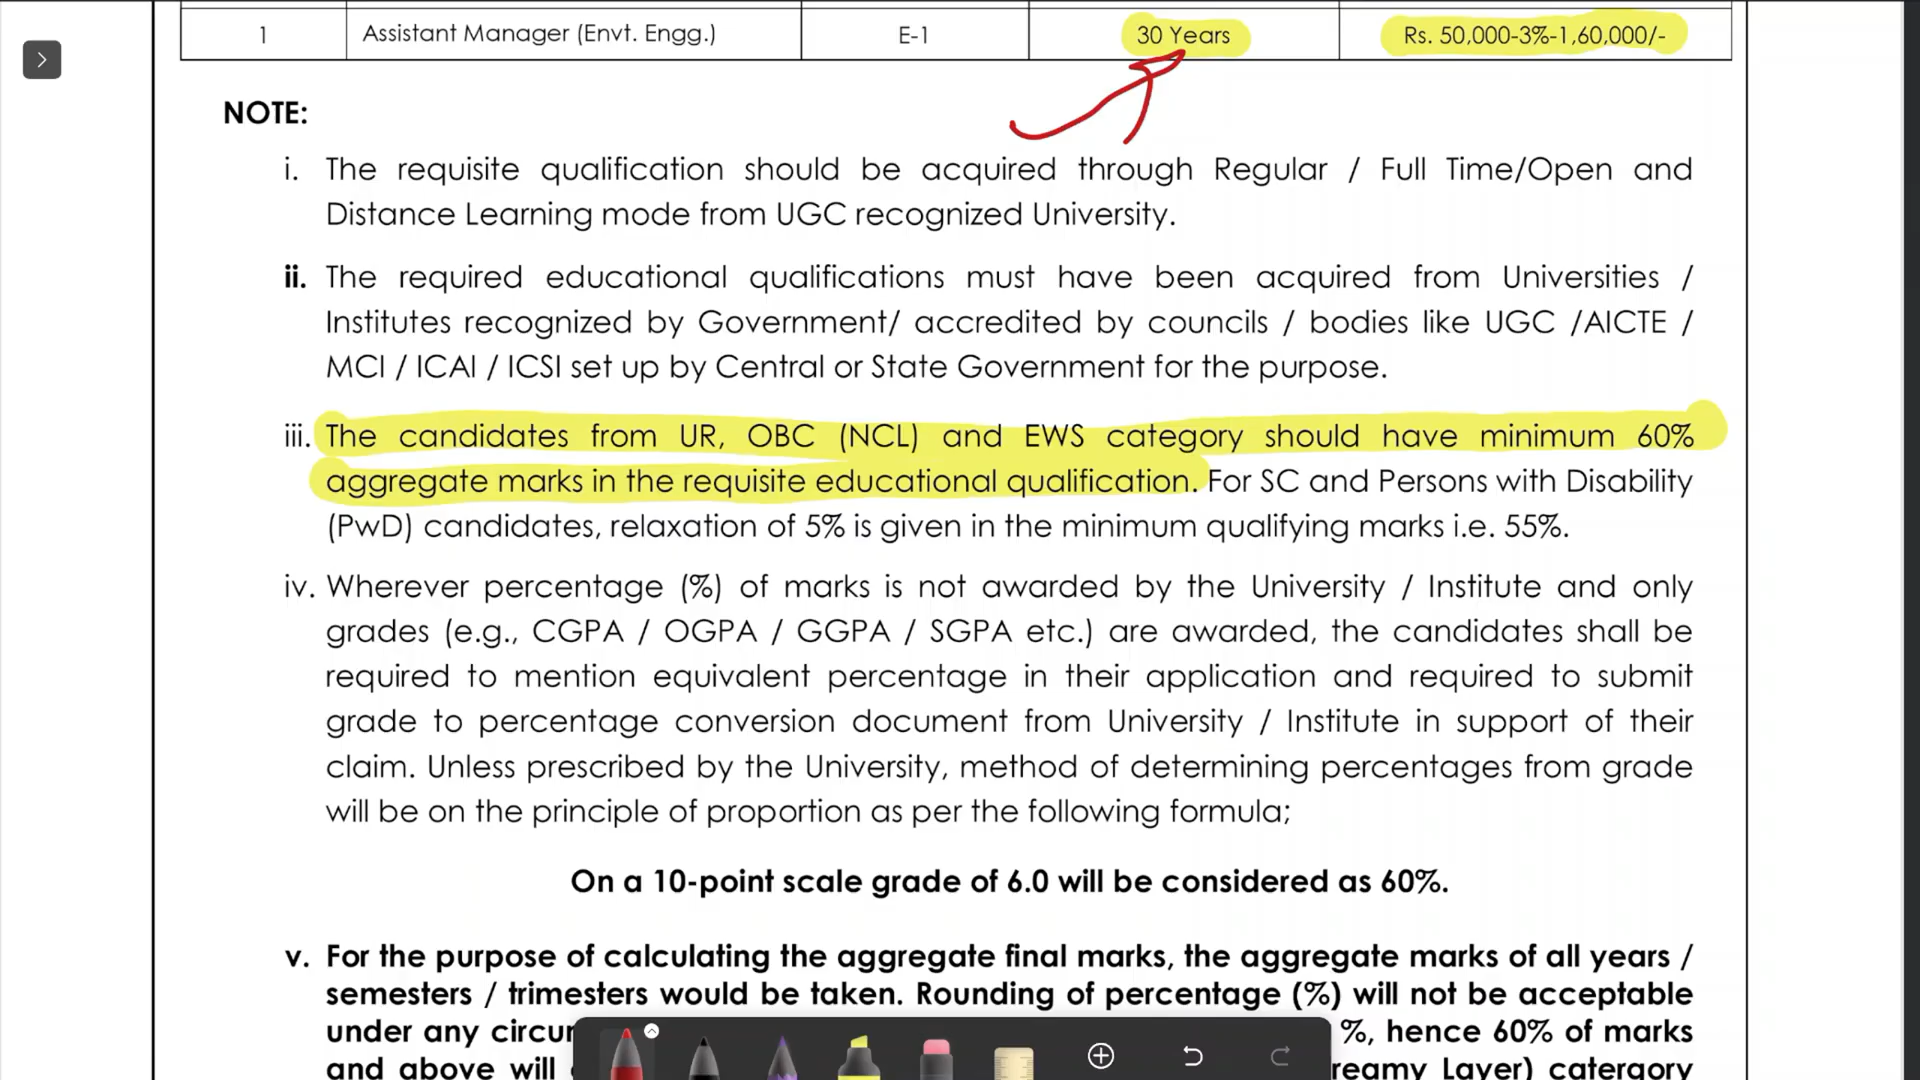 1 Assistant Manager (Envt. Engg.) E-1 30 Years Rs. 50,000-3%-1,60,000/-
NOTE:
i. The requisite qualification should be acquired through Regular / Full Time/Open and
Distance Learning mode from UGC recognized University.
ii. The required educational qualifications must have been acquired from Universities /
Institutes recognized by Government/ accredited by councils / bodies like UGC /AICTE /
MCI / ICAI / ICSI set up by Central or State Government for the purpose.
iii. The candidates from UR, OBC (NCL) and EWS category should have minimum 60%
aggregate marks in the requisite educational qualification. For SC and Persons with Disability
(PwD) candidates, relaxation of 5% is given in the minimum qualifying marks i.e. 55%.
iv. Wherever percentage (%) of marks is not awarded by the University / Institute and only
grades (e.g., CGPA / OGPA / GGPA / SGPA etc.) are awarded, the candidates shall be
required to mention equivalent percentage in their application and required to submit
grade to percentage conversion document from University / Institute in support of their
claim. Unless prescribed by the University, method of determining percentages from grade
will be on the principle of proportion as per the following formula;
On a 10-point scale grade of 6.0 will be considered as 60%.
v. For the purpose of calculating the aggregate final marks, the aggregate marks of all years /
semesters / trimesters would be taken. Rounding of percentage (%) will not be acceptable
under any %, hence 60% of marks
and above will Layer) catergory